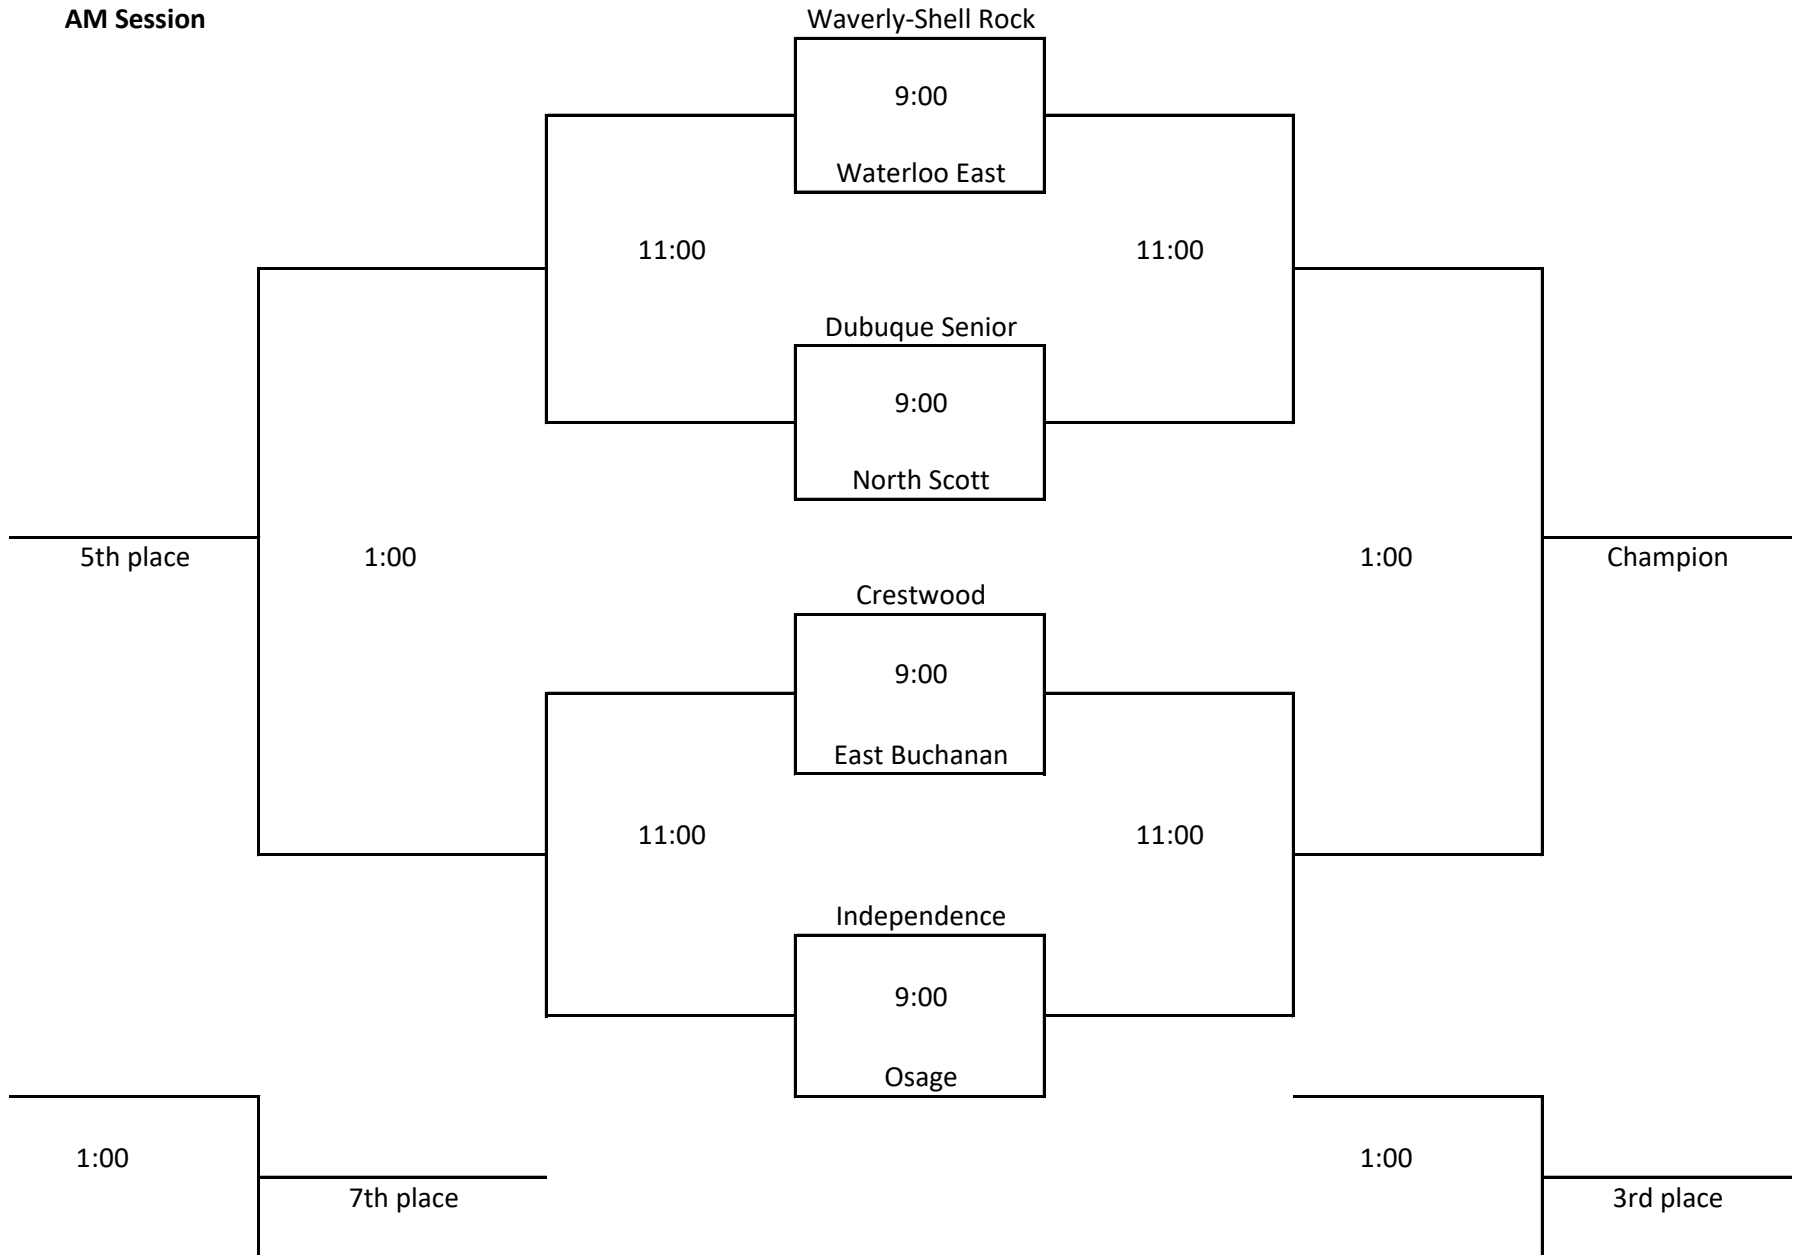 AM Session
Waverly-Shell Rock
9:00
Waterloo East
11:00
11:00
Dubuque Senior
9:00
North Scott
5th place
1:00
1:00
Champion
Crestwood
9:00
East Buchanan
11:00
11:00
Independence
9:00
Osage
1:00
1:00
7th place
3rd place